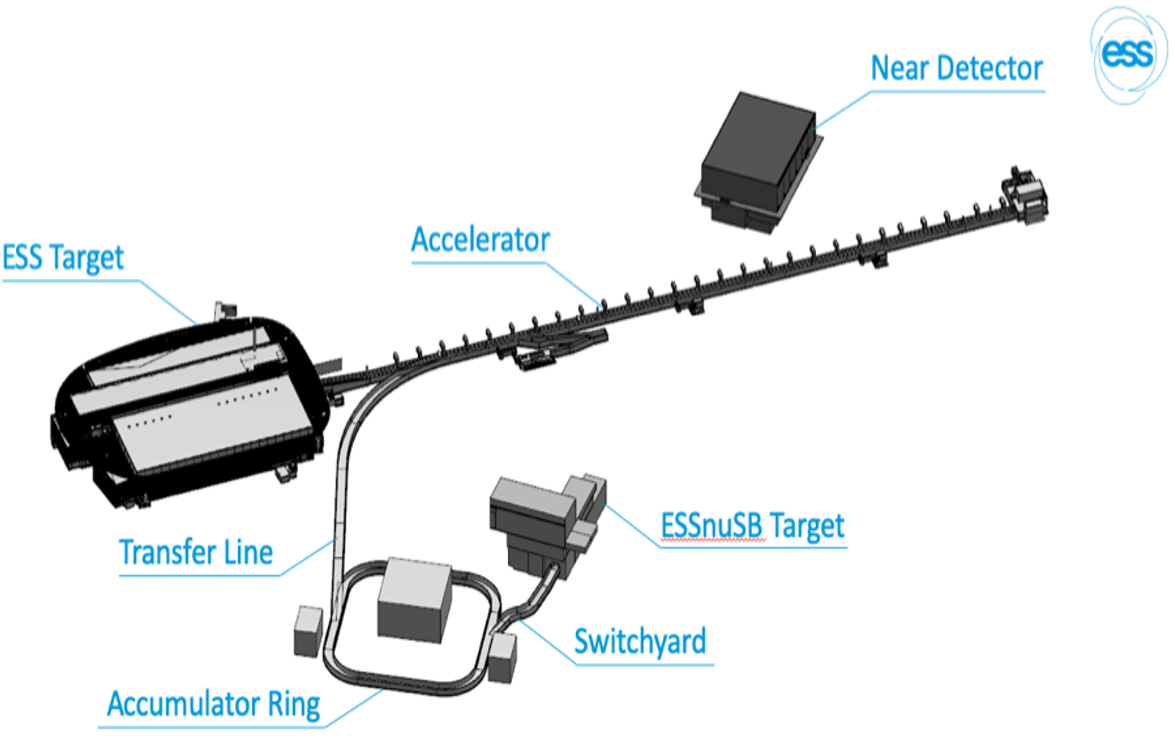 ess
Near Detector
Accelerator
ESS Target
ESSnuSB Target
Transfer Line
Switchyard
Accumulator Ring